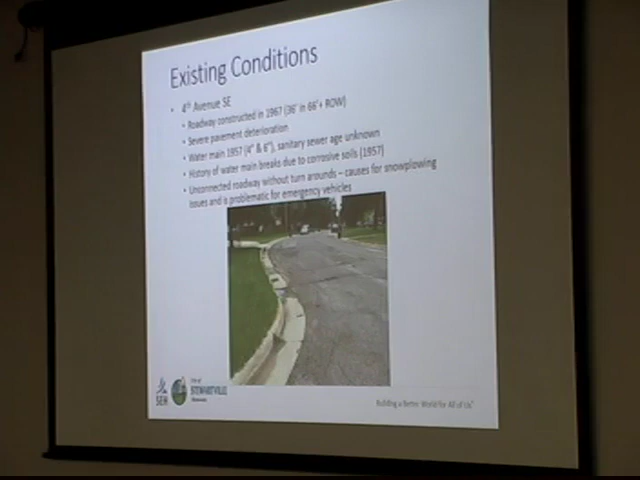 Existing Conditions
• 4th Avenue SE
• Roadway constructed in 1967 (36' in 66'+ ROW)
• Severe pavement deterioration
• Water main 1957 (4" & 6"), sanitary sewer age unknown
• History of water main breaks due to corrosive soils (1957)
• Unconnected roadway without turn arounds – causes for snowplowing
issues and is problematic for emergency vehicles
SEH
City of
STEWARTVILLE
Minnesota
Building a Better World for All of Us®